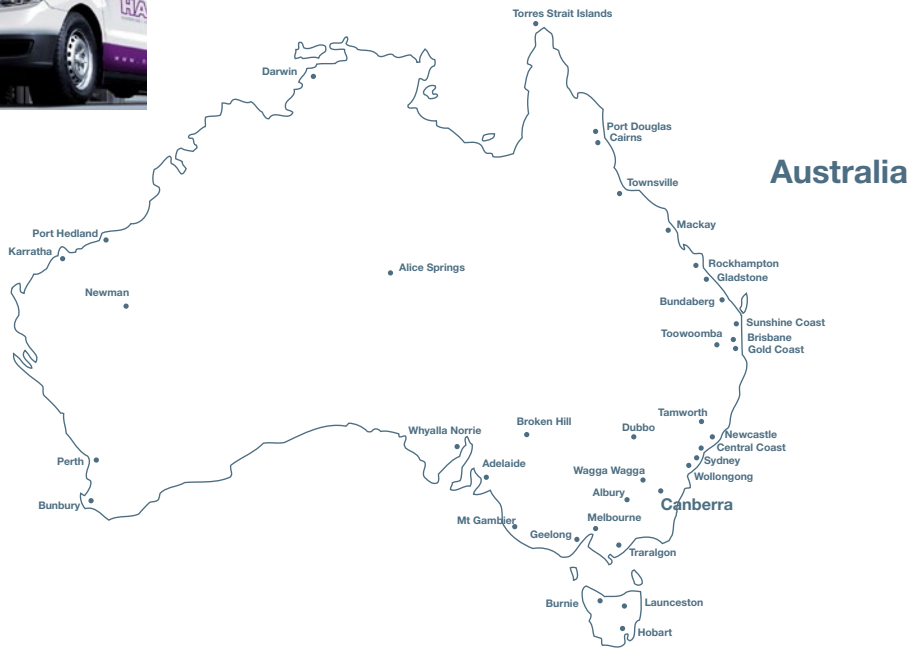 HA
Torres Strait Islands
Darwin
Port Douglas
Cairns
Australia
Townsville
Mackay
Port Hedland
Karratha
Alice Springs
Rockhampton
Gladstone
Newman
Bundaberg
Sunshine Coast
Toowoomba
Brisbane
Gold Coast
Tamworth
Broken Hill
Dubbo
Whyalla Norrie
Newcastle
Central Coast
Perth
Adelaide
Sydney
Wagga Wagga
Wollongong
Albury
Bunbury
Canberra
Mt Gambier
Melbourne
Geelong
Traralgon
Burnie
Launceston
Hobart